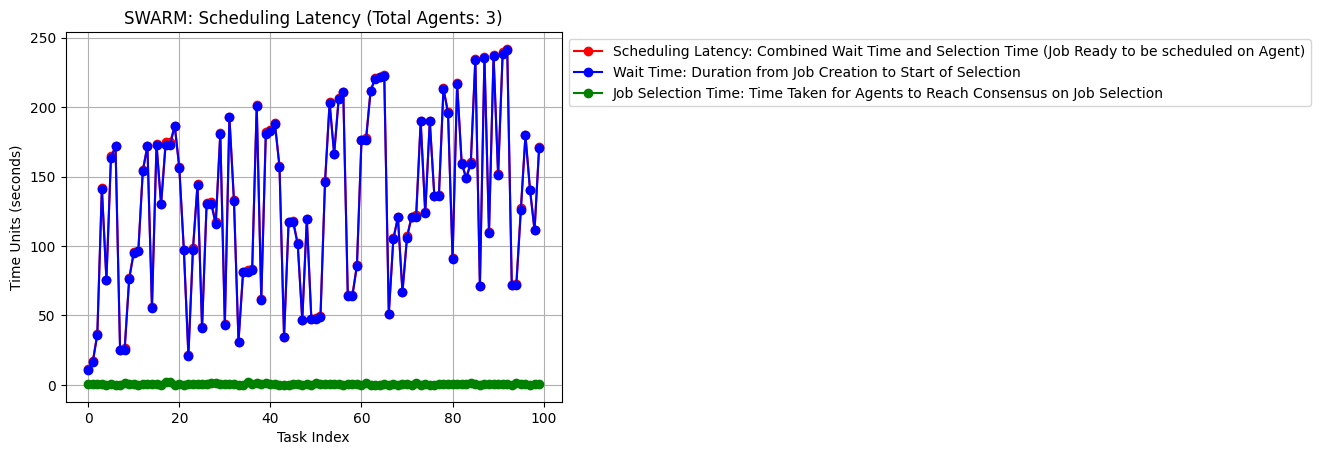 SWARM: Scheduling Latency (Total Agents: 3)
Scheduling Latency: Combined Wait Time and Selection Time (Job Ready to be scheduled on Agent)
Wait Time: Duration from Job Creation to Start of Selection
Job Selection Time: Time Taken for Agents to Reach Consensus on Job Selection
Time Units (seconds)
250
200
150
100
50
0
0 20 40 60 80 100
Task Index